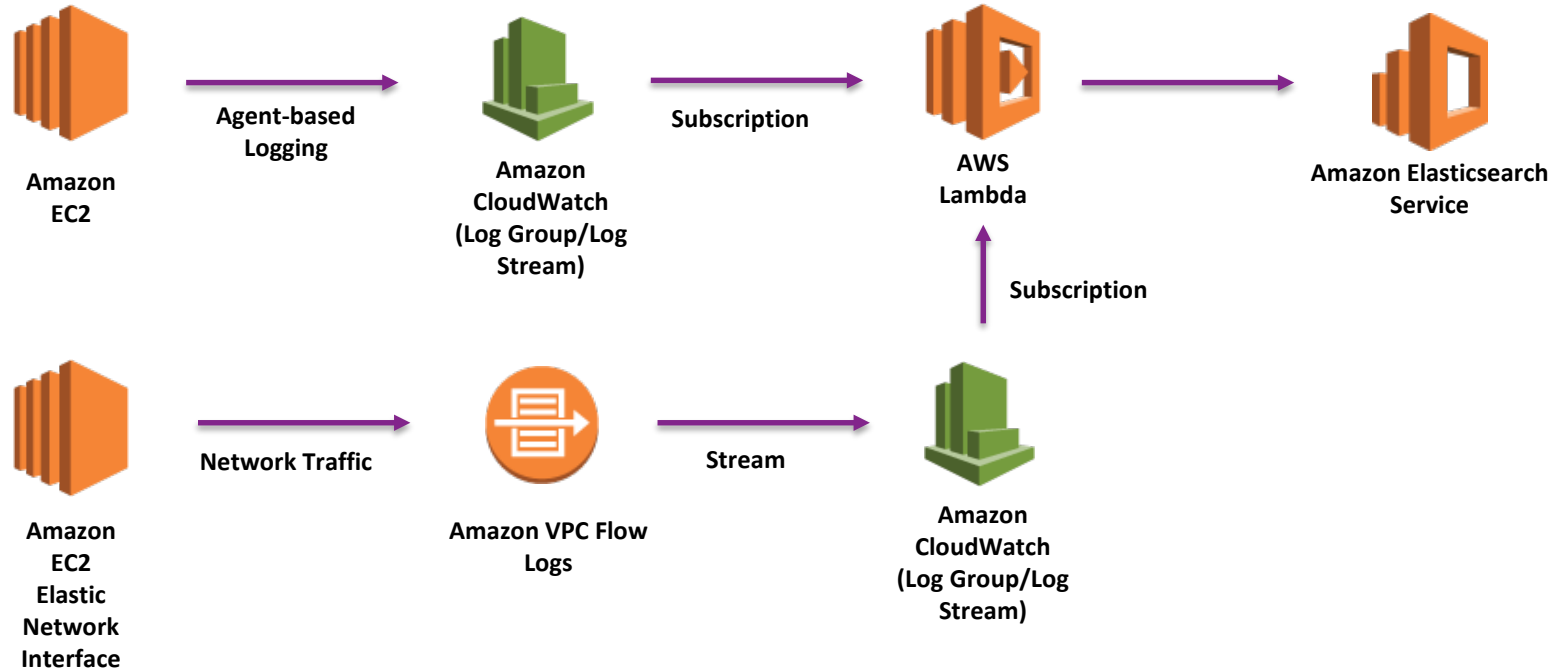 Amazon
EC2
Agent-based
Logging
Amazon
CloudWatch
(Log Group/Log
Stream)
Subscription
AWS
Lambda
Amazon Elasticsearch
Service
Subscription
Amazon
EC2
Elastic
Network
Interface
Network Traffic
Amazon VPC Flow
Logs
Stream
Amazon
CloudWatch
(Log Group/Log
Stream)